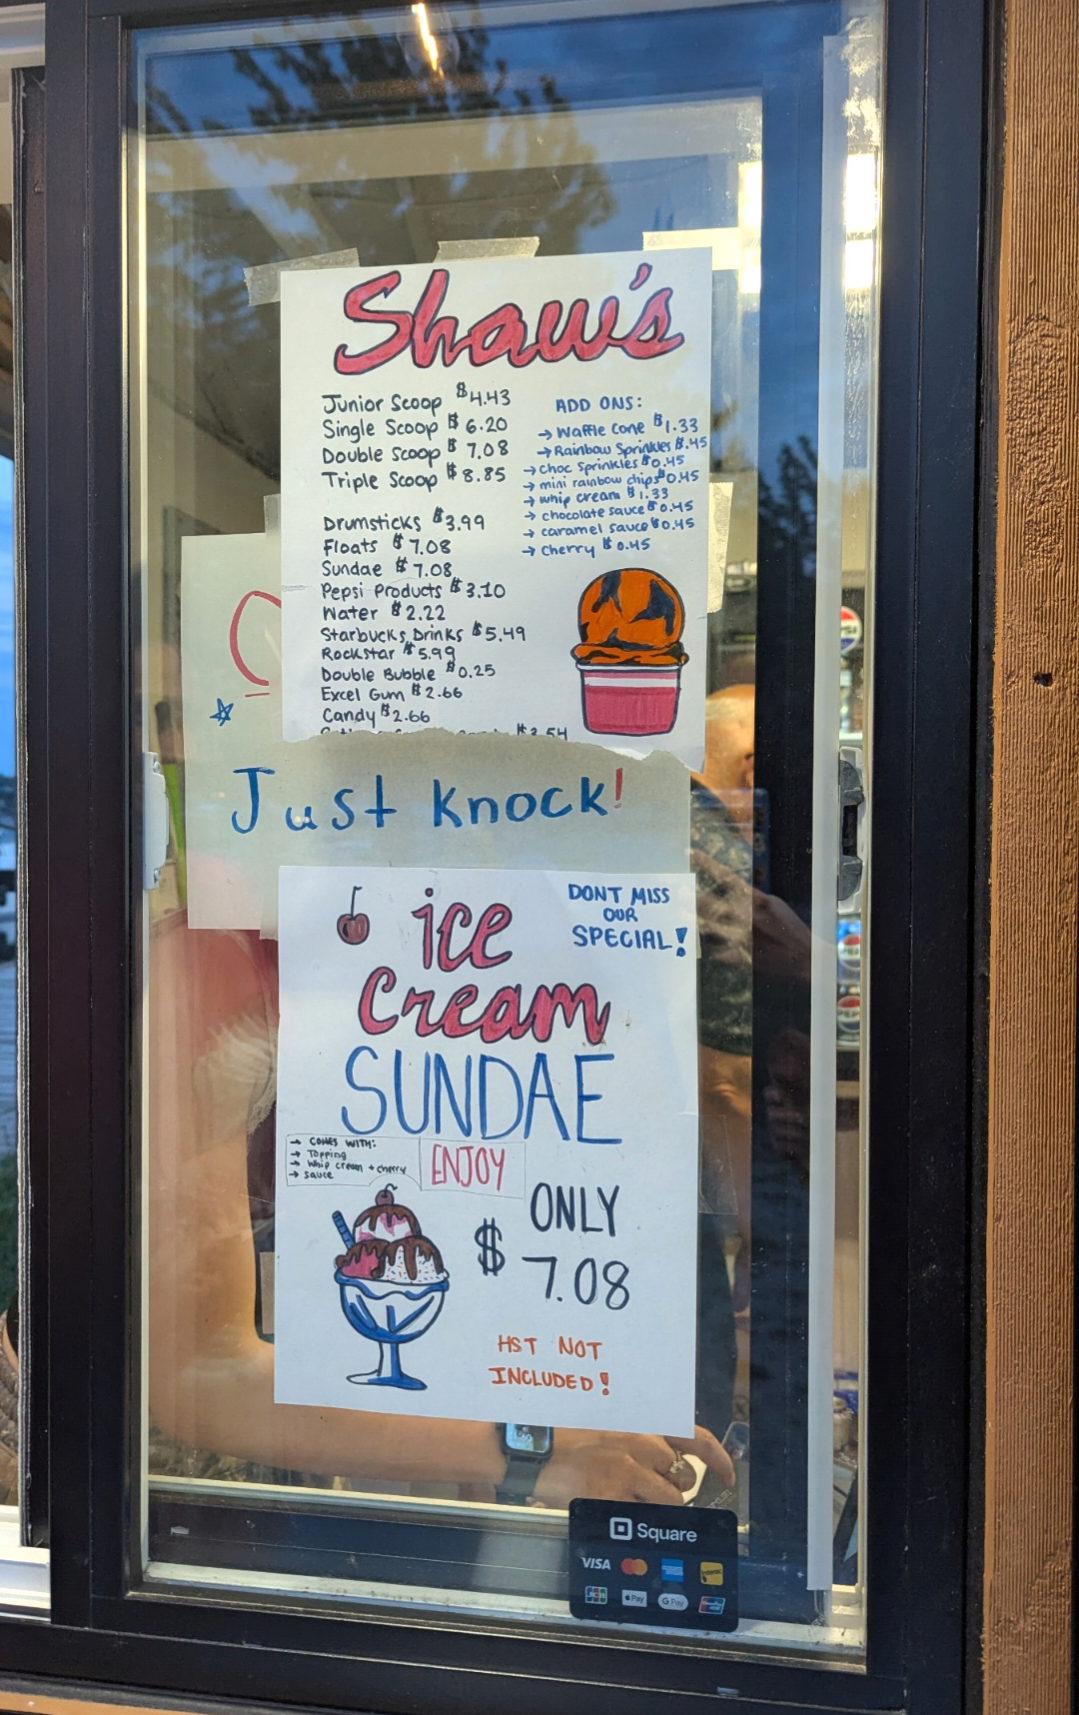 Shaw's
Junior Scoop $4.43
Single Scoop $6.20
Double Scoop $7.08
Triple Scoop $8.85
Drumsticks $3.99
Floats $7.08
Sundae $7.08
Pepsi Products $3.10
Water $2.22
Starbucks Drinks $5.49
Rockstar $5.99
Double Bubble $0.25
Excel Gum $2.66
Candy $2.66
$3.54
ADD ONS:
→ Waffle Cone $1.33
→ Rainbow Sprinkles $.45
→ Choc Sprinkles $0.45
→ mini rainbow chips $0.45
→ whip cream $1.33
→ chocolate sauce $0.45
→ caramel sauce $0.45
→ Cherry $0.45
Just Knock!
DONT MISS
OUR
SPECIAL!
ice
Cream
SUNDAE
→ COMES WITH:
→ TOPPING
→ Whip cream + cherry
→ sauce
ENJOY
ONLY
$7.08
HST NOT
INCLUDED!
Square
VISA
Pay
G Pay